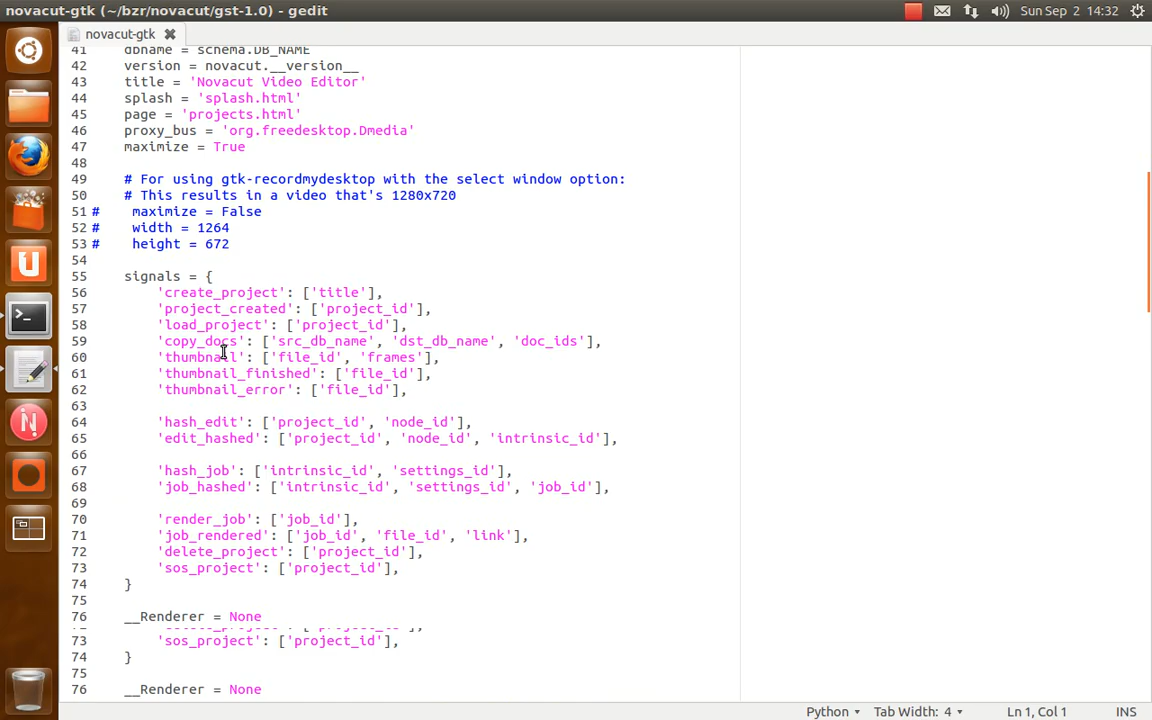 novacut-gtk (~/bzr/novacut/gst-1.0) - gedit
Sun Sep 2 14:32
novacut-gtk
41 dbname = schema.DB_NAME
42 version = novacut.__version__
43 title = 'Novacut Video Editor'
44 splash = 'splash.html'
45 page = 'projects.html'
46 proxy_bus = 'org.freedesktop.Dmedia'
47 maximize = True
48
49 # For using gtk-recordmydesktop with the select window option:
50 # This results in a video that's 1280x720
51 # maximize = False
52 # width = 1264
53 # height = 672
54
55 signals = {
56 'create_project': ['title'],
57 'project_created': ['project_id'],
58 'load_project': ['project_id'],
59 'copy_docs': ['src_db_name', 'dst_db_name', 'doc_ids'],
60 'thumbnail': ['file_id', 'frames'],
61 'thumbnail_finished': ['file_id'],
62 'thumbnail_error': ['file_id'],
63
64 'hash_edit': ['project_id', 'node_id'],
65 'edit_hashed': ['project_id', 'node_id', 'intrinsic_id'],
66
67 'hash_job': ['intrinsic_id', 'settings_id'],
68 'job_hashed': ['intrinsic_id', 'settings_id', 'job_id'],
69
70 'render_job': ['job_id'],
71 'job_rendered': ['job_id', 'file_id', 'link'],
72 'delete_project': ['project_id'],
73 'sos_project': ['project_id'],
74 }
75
76 __Renderer = None
73 'sos_project': ['project_id'],
74 }
75
76 __Renderer = None
Python Tab Width: 4 Ln 1, Col 1 INS